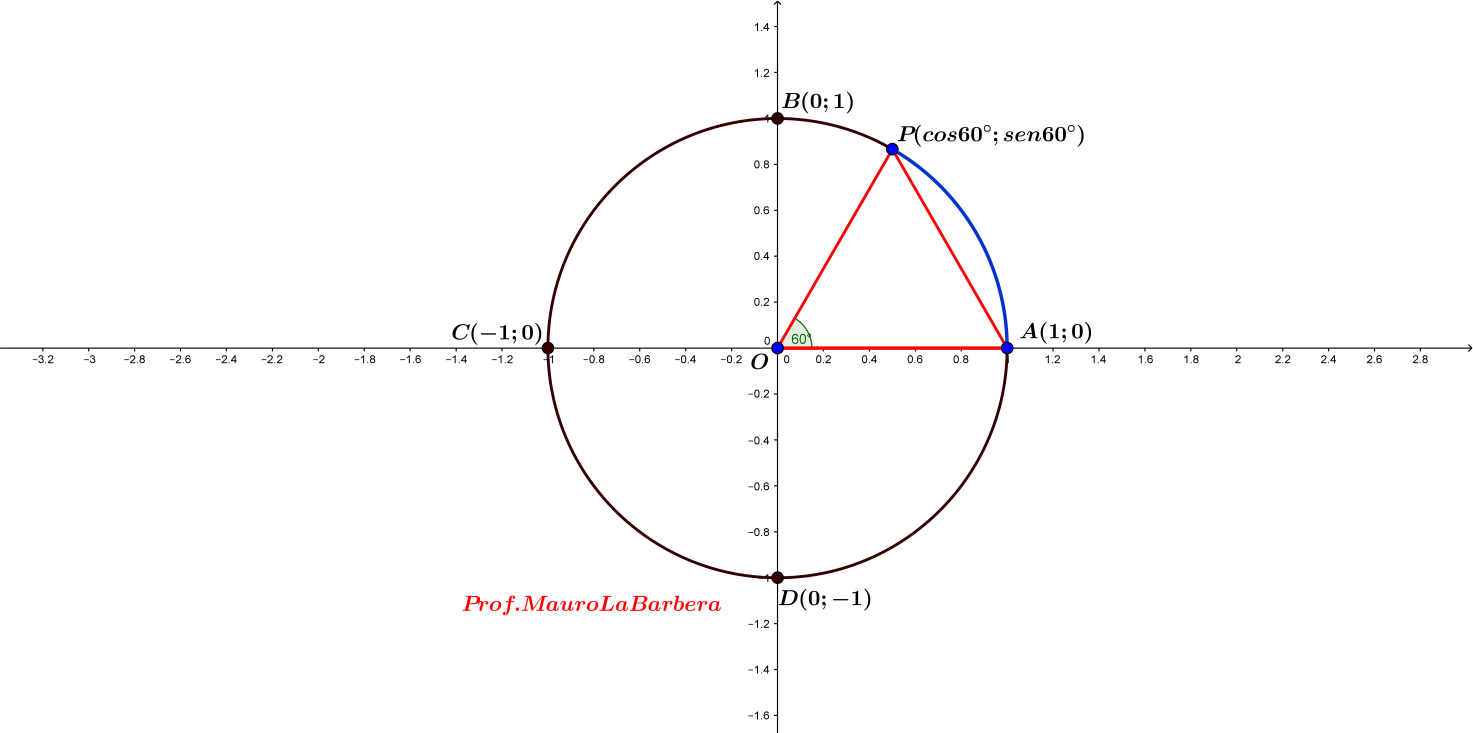 1.4
1.2
B(0; 1)
1
P(cos60°; sen60°)
0.8
0.6
0.4
0.2
C(−1; 0)
A(1; 0)
60°
0
O
−3.2 −3 −2.8 −2.6 −2.4 −2.2 −2 −1.8 −1.6 −1.4 −1.2 −1 −0.8 −0.6 −0.4 −0.2 0 0.2 0.4 0.6 0.8 1.2 1.4 1.6 1.8 2 2.2 2.4 2.6 2.8
−0.2
−0.4
−0.6
−0.8
−1
D(0; −1)
Prof.MauroLaBarbera
−1.2
−1.4
−1.6